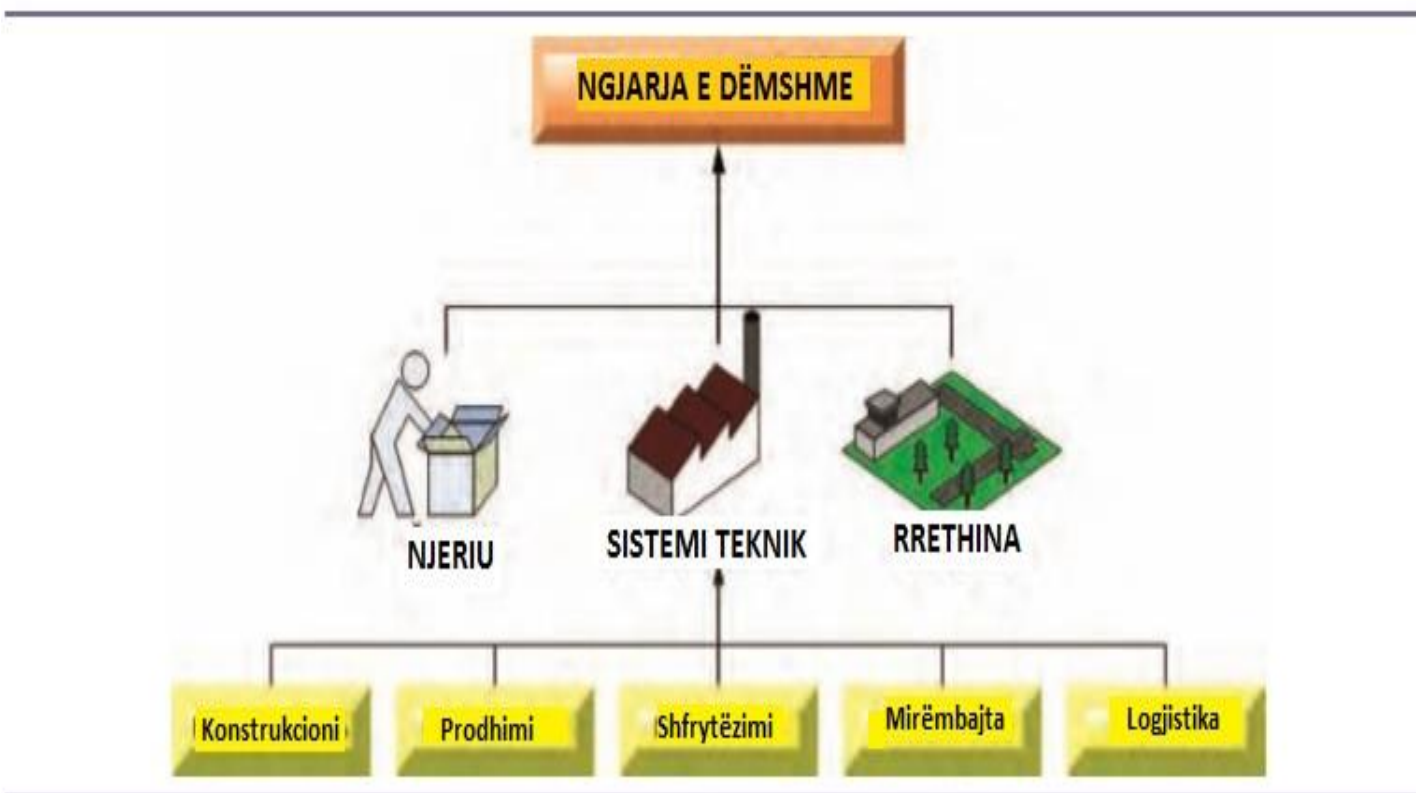 NGJARJA E DËMSHME
NJERIU
SISTEMI TEKNIK
RRETHINA
Konstrukcioni
Prodhimi
Shfrytëzimi
Mirëmbajta
Logjistika